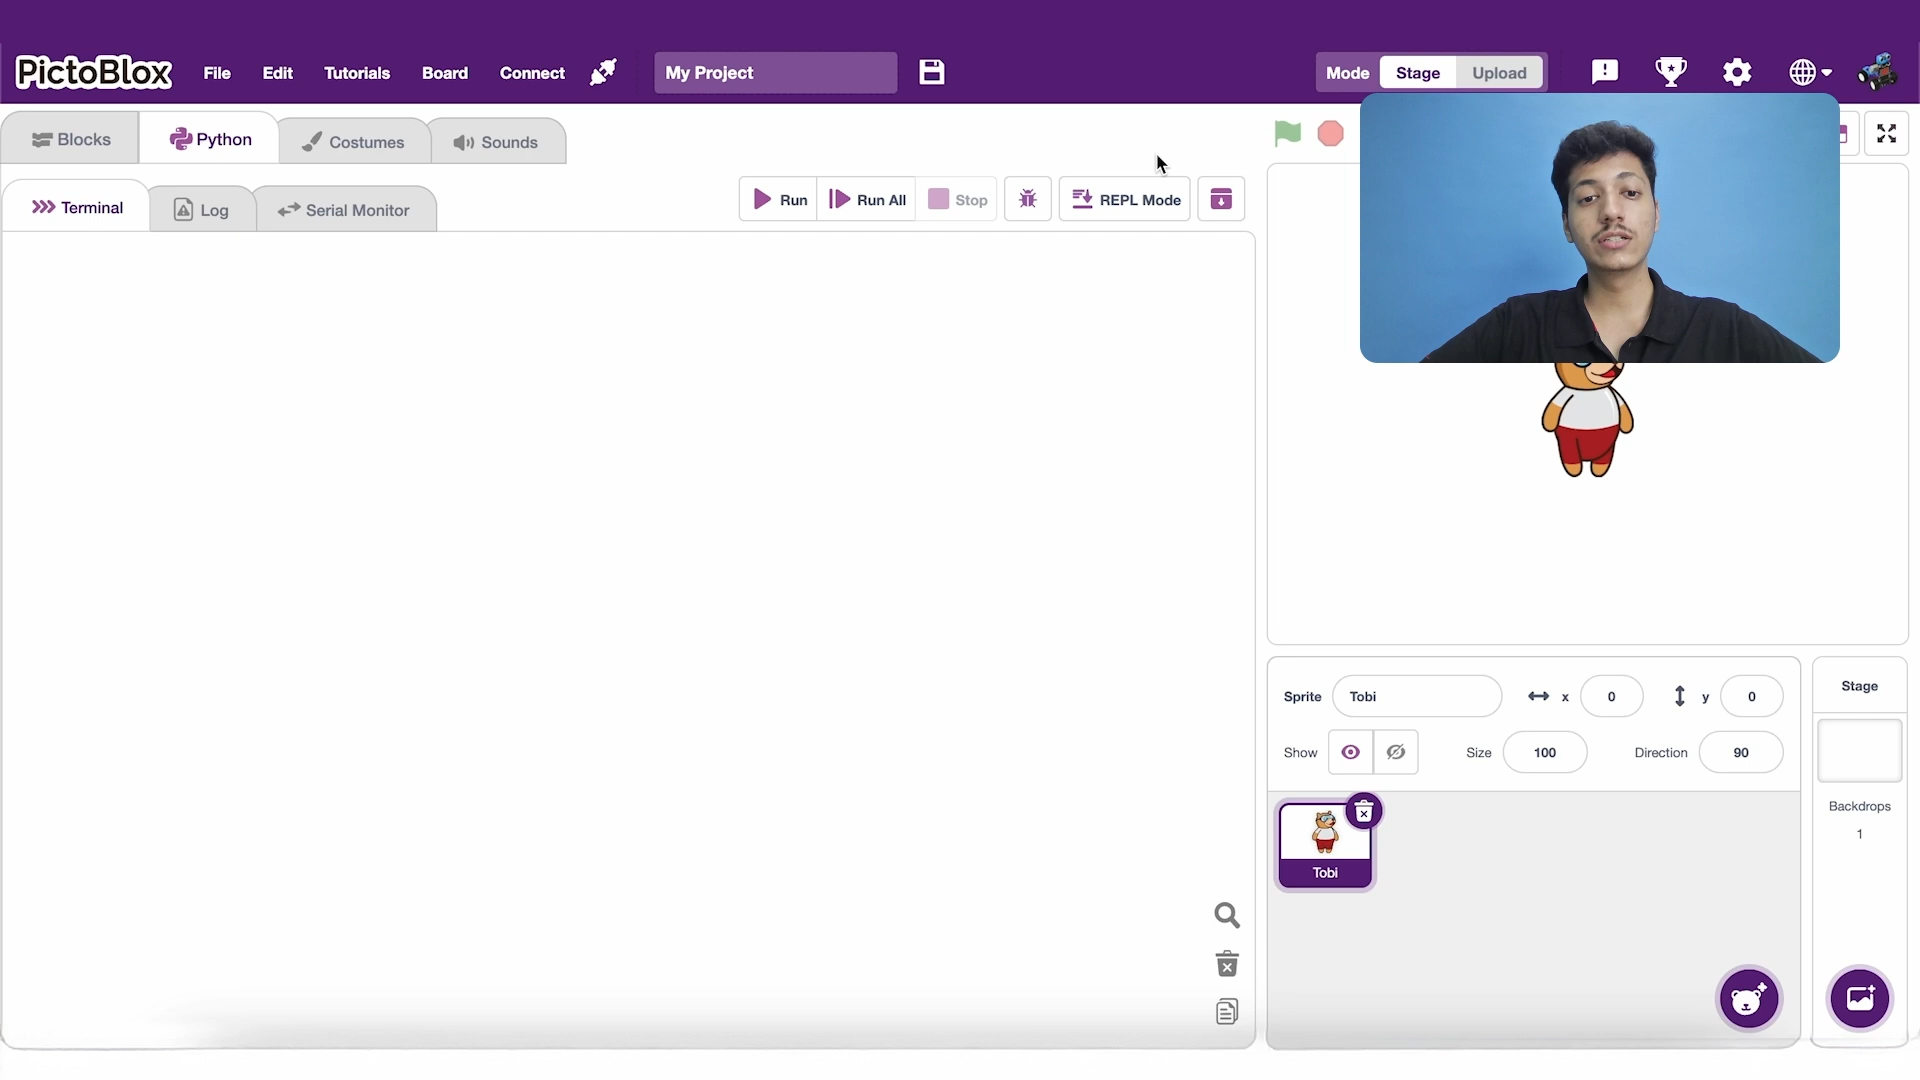 PictoBlox File Edit Tutorials Board Connect My Project Mode Stage Upload
Blocks Python Costumes Sounds
Terminal Log Serial Monitor Run Run All Stop REPL Mode
Sprite Tobi x 0 y 0
Show Size 100 Direction 90
Tobi
Stage
Backdrops
1